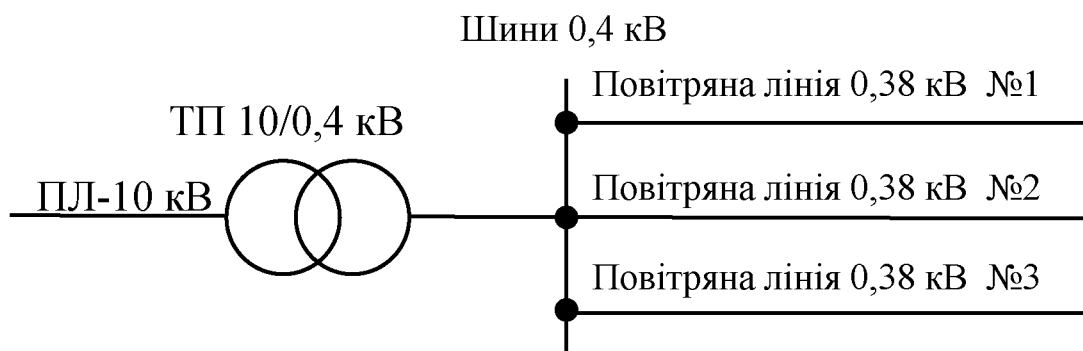 Шини 0,4 кВ
Повітряна лінія 0,38 кВ №1
ТП 10/0,4 кВ
ПЛ-10 кВ
Повітряна лінія 0,38 кВ №2
Повітряна лінія 0,38 кВ №3